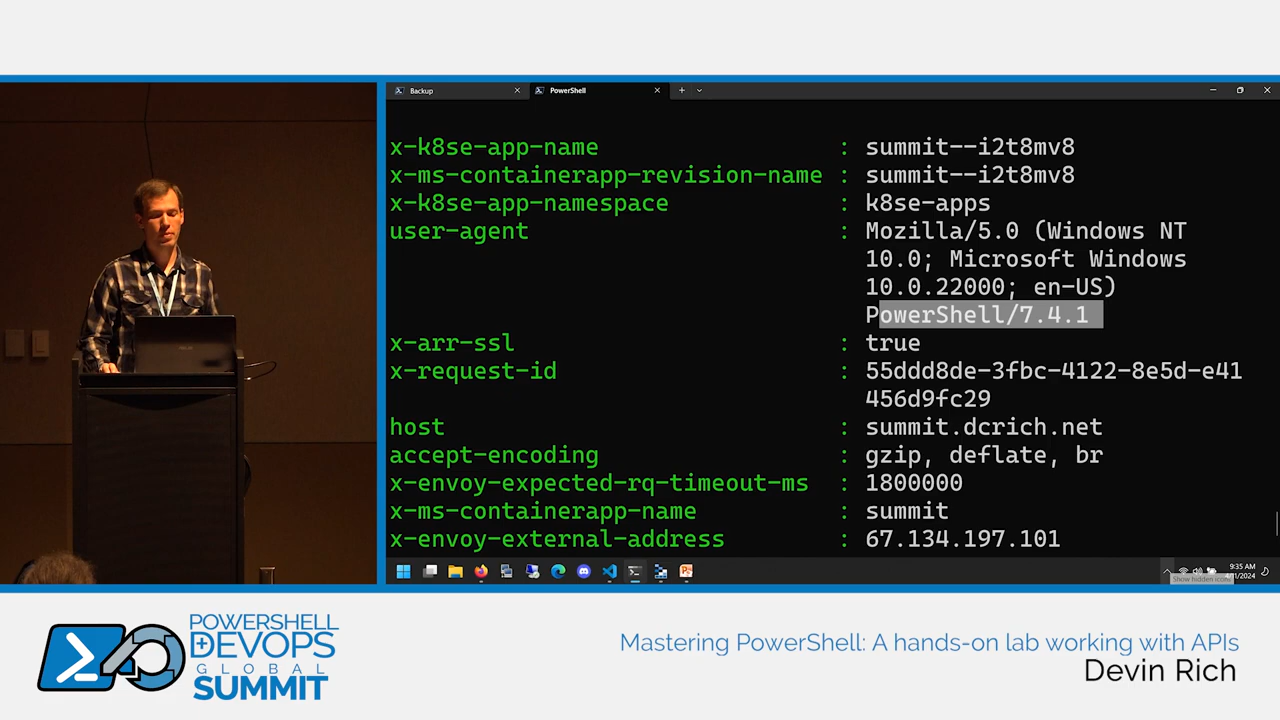 Backup
PowerShell
x-k8se-app-name : summit--i2t8mv8
x-ms-containerapp-revision-name : summit--i2t8mv8
x-k8se-app-namespace : k8se-apps
user-agent : Mozilla/5.0 (Windows NT
10.0; Microsoft Windows
10.0.22000; en-US)
PowerShell/7.4.1
x-arr-ssl : true
x-request-id : 55ddd8de-3fbc-4122-8e5d-e41
456d9fc29
host : summit.dcrich.net
accept-encoding : gzip, deflate, br
x-envoy-expected-rq-timeout-ms : 1800000
x-ms-containerapp-name : summit
x-envoy-external-address : 67.134.197.101
9:35 AM
/2024
Show hidden icons
POWERSHELL
DEVOPS
GLOBAL
SUMMIT
Mastering PowerShell: A hands-on lab working with APIs
Devin Rich